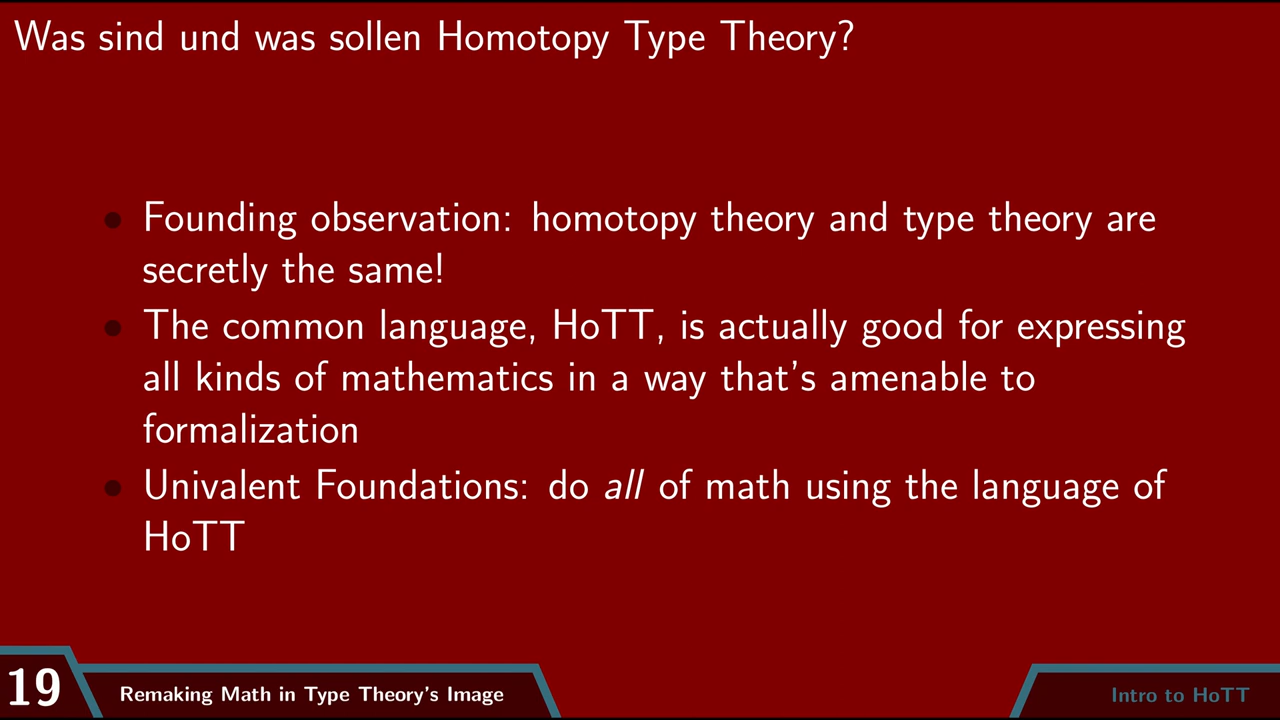 Was sind und was sollen Homotopy Type Theory?
• Founding observation: homotopy theory and type theory are
secretly the same!
• The common language, HoTT, is actually good for expressing
all kinds of mathematics in a way that's amenable to
formalization
• Univalent Foundations: do all of math using the language of
HoTT
19
Remaking Math in Type Theory's Image
Intro to HoTT